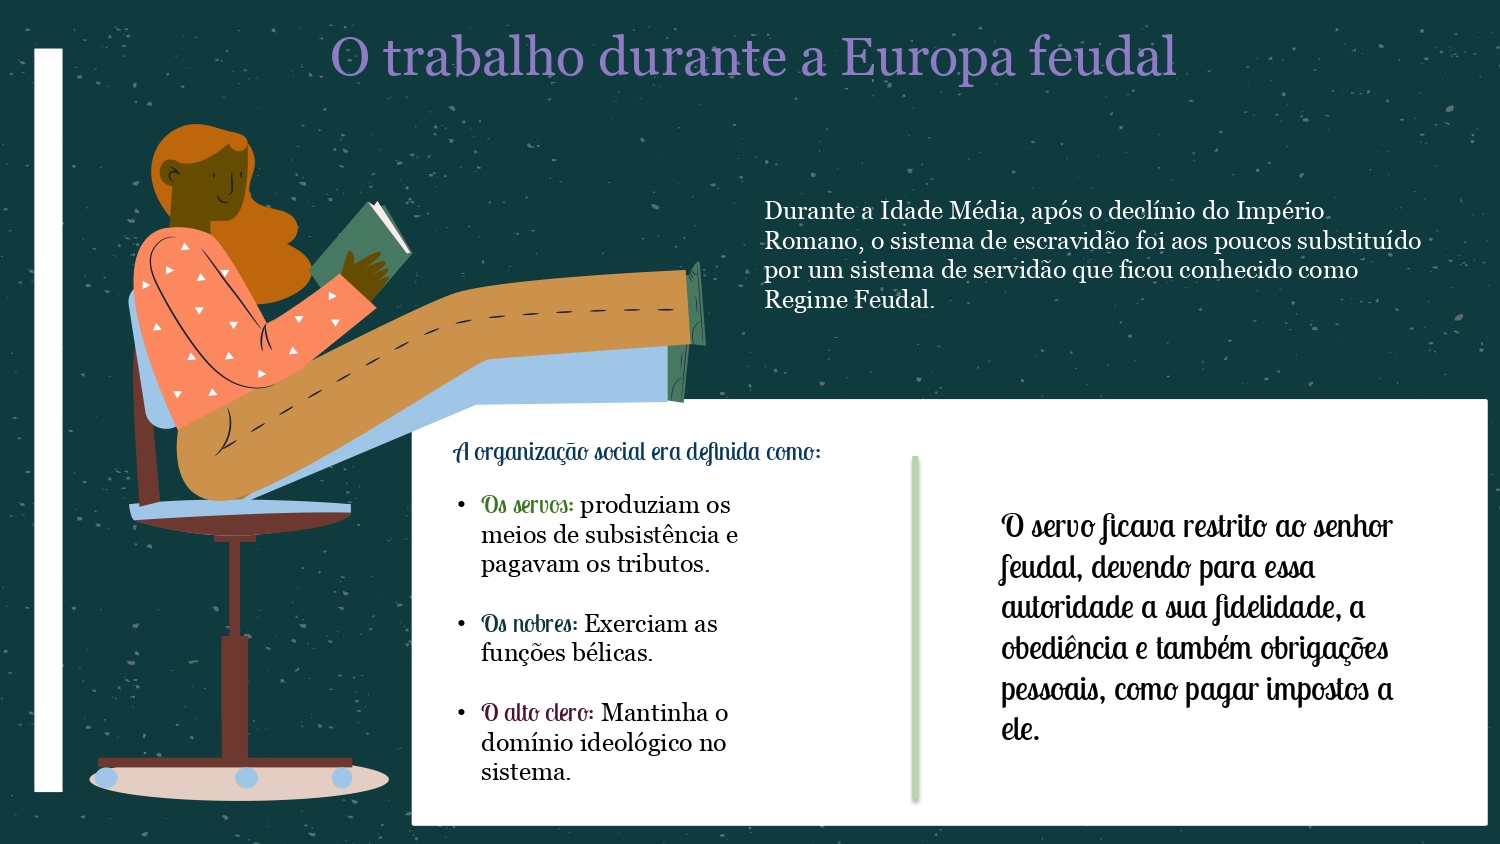 O trabalho durante a Europa feudal
Durante a Idade Média, após o declínio do Império
Romano, o sistema de escravidão foi aos poucos substituído
por um sistema de servidão que ficou conhecido como
Regime Feudal.
A organização social era definida como:
• Os servos: produziam os
meios de subsistência e
pagavam os tributos.
• Os nobres: Exerciam as
funções bélicas.
• O alto clero: Mantinha o
domínio ideológico no
sistema.
O servo ficava restrito ao senhor
feudal, devendo para essa
autoridade a sua fidelidade, a
obediência e também obrigações
pessoais, como pagar impostos a
ele.